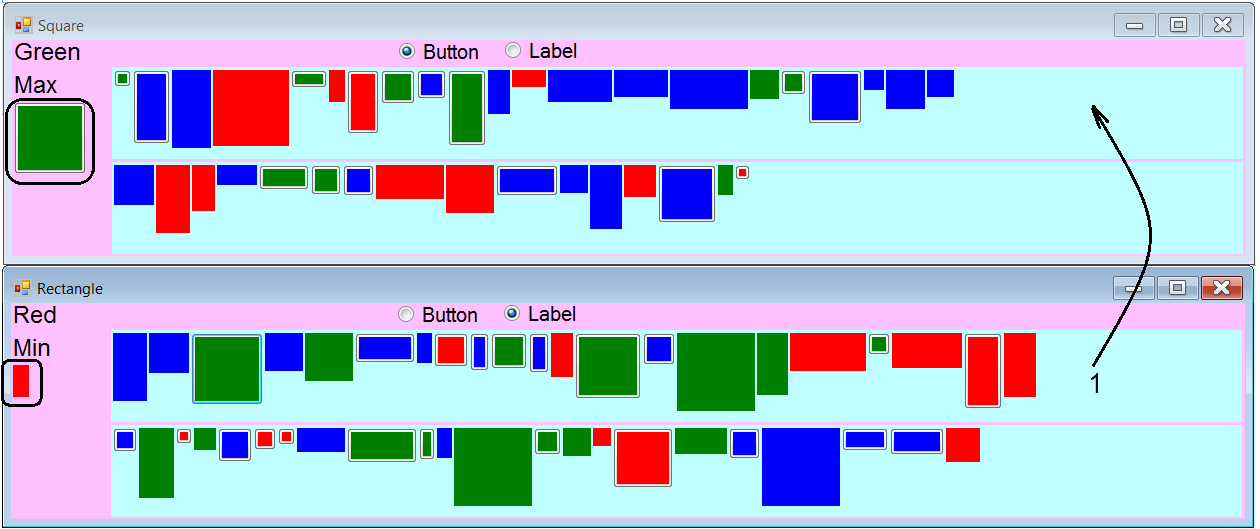 Square
Green
Button Label
Max
Rectangle
Red
Button Label
Min
1